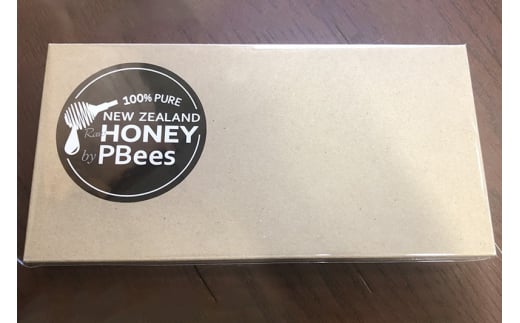 100% PURE
NEW ZEALAND
Raw HONEY
by PBees